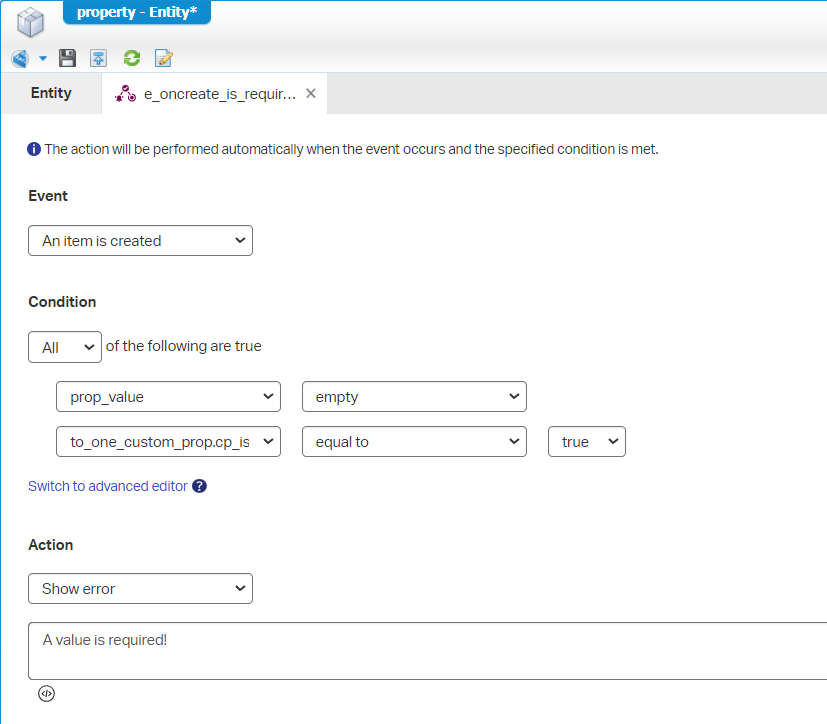 property - Entity*
Entity
e_oncreate_is_requir...
The action will be performed automatically when the event occurs and the specified condition is met.
Event
An item is created
Condition
All of the following are true
prop_value empty
to_one_custom_prop.cp_is equal to true
Switch to advanced editor ?
Action
Show error
A value is required!